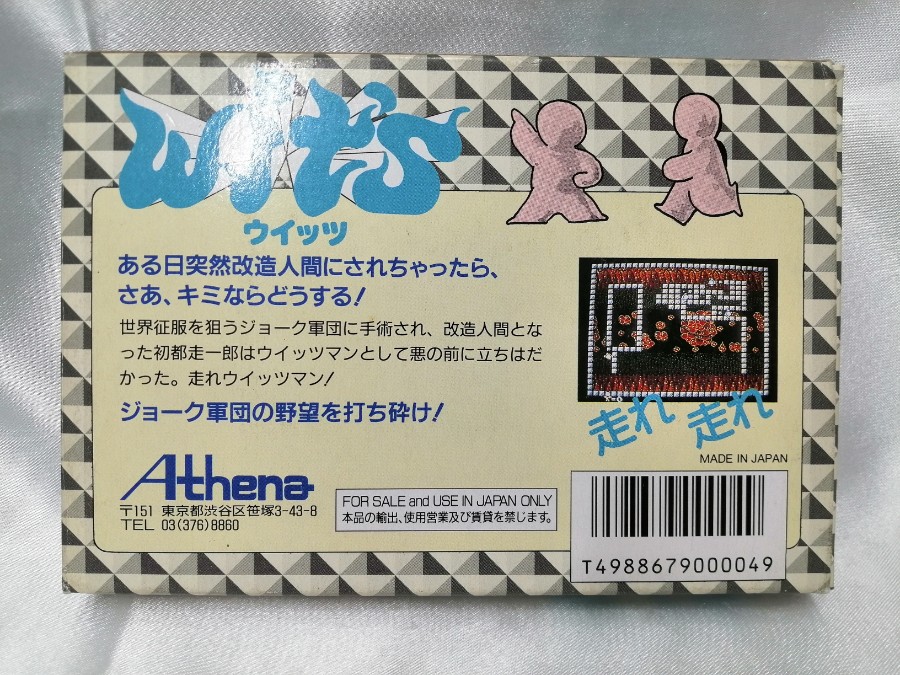 wit's
ウイッツ
ある日突然改造人間にされちゃったら、
さあ、キミならどうする!
世界征服を狙うジョーク軍団に手術され、改造人間とな
った初都走一郎はウイッツマンとして悪の前に立ちはだ
かった。走れウイッツマン!
ジョーク軍団の野望を打ち砕け!
走れ 走れ
MADE IN JAPAN
Athena
〒151 東京都渋谷区笹塚3-43-8
TEL 03(376)8860
FOR SALE and USE IN JAPAN ONLY
本品の輸出、使用営業及び賃貸を禁じます。
T4988679000049